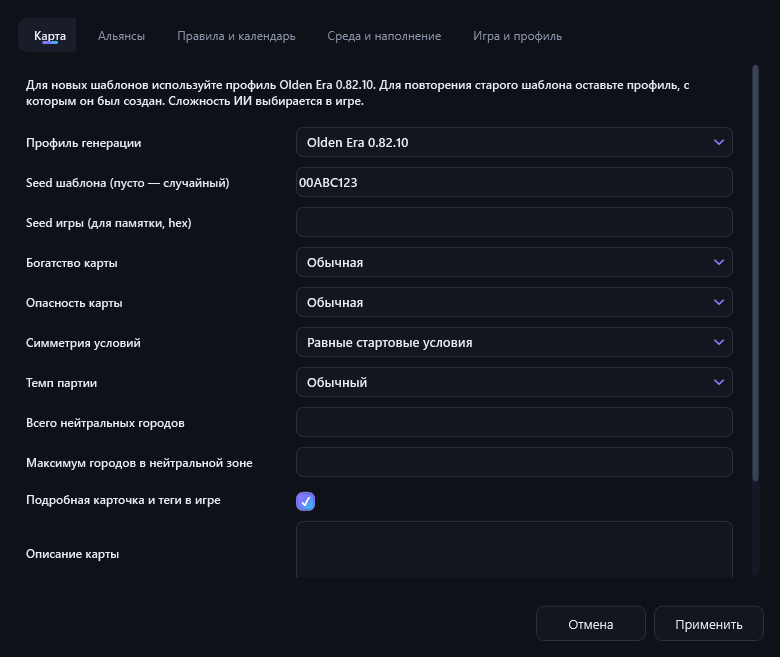 Карта
Альянсы
Правила и календарь
Среда и наполнение
Игра и профиль
Для новых шаблонов используйте профиль Olden Era 0.82.10. Для повторения старого шаблона оставьте профиль, с
которым он был создан. Сложность ИИ выбирается в игре.
Профиль генерации
Olden Era 0.82.10
Seed шаблона (пусто — случайный)
00ABC123
Seed игры (для памятки, hex)
Богатство карты
Обычная
Опасность карты
Обычная
Симметрия условий
Равные стартовые условия
Темп партии
Обычный
Всего нейтральных городов
Максимум городов в нейтральной зоне
Подробная карточка и теги в игре
Описание карты
Отмена
Применить